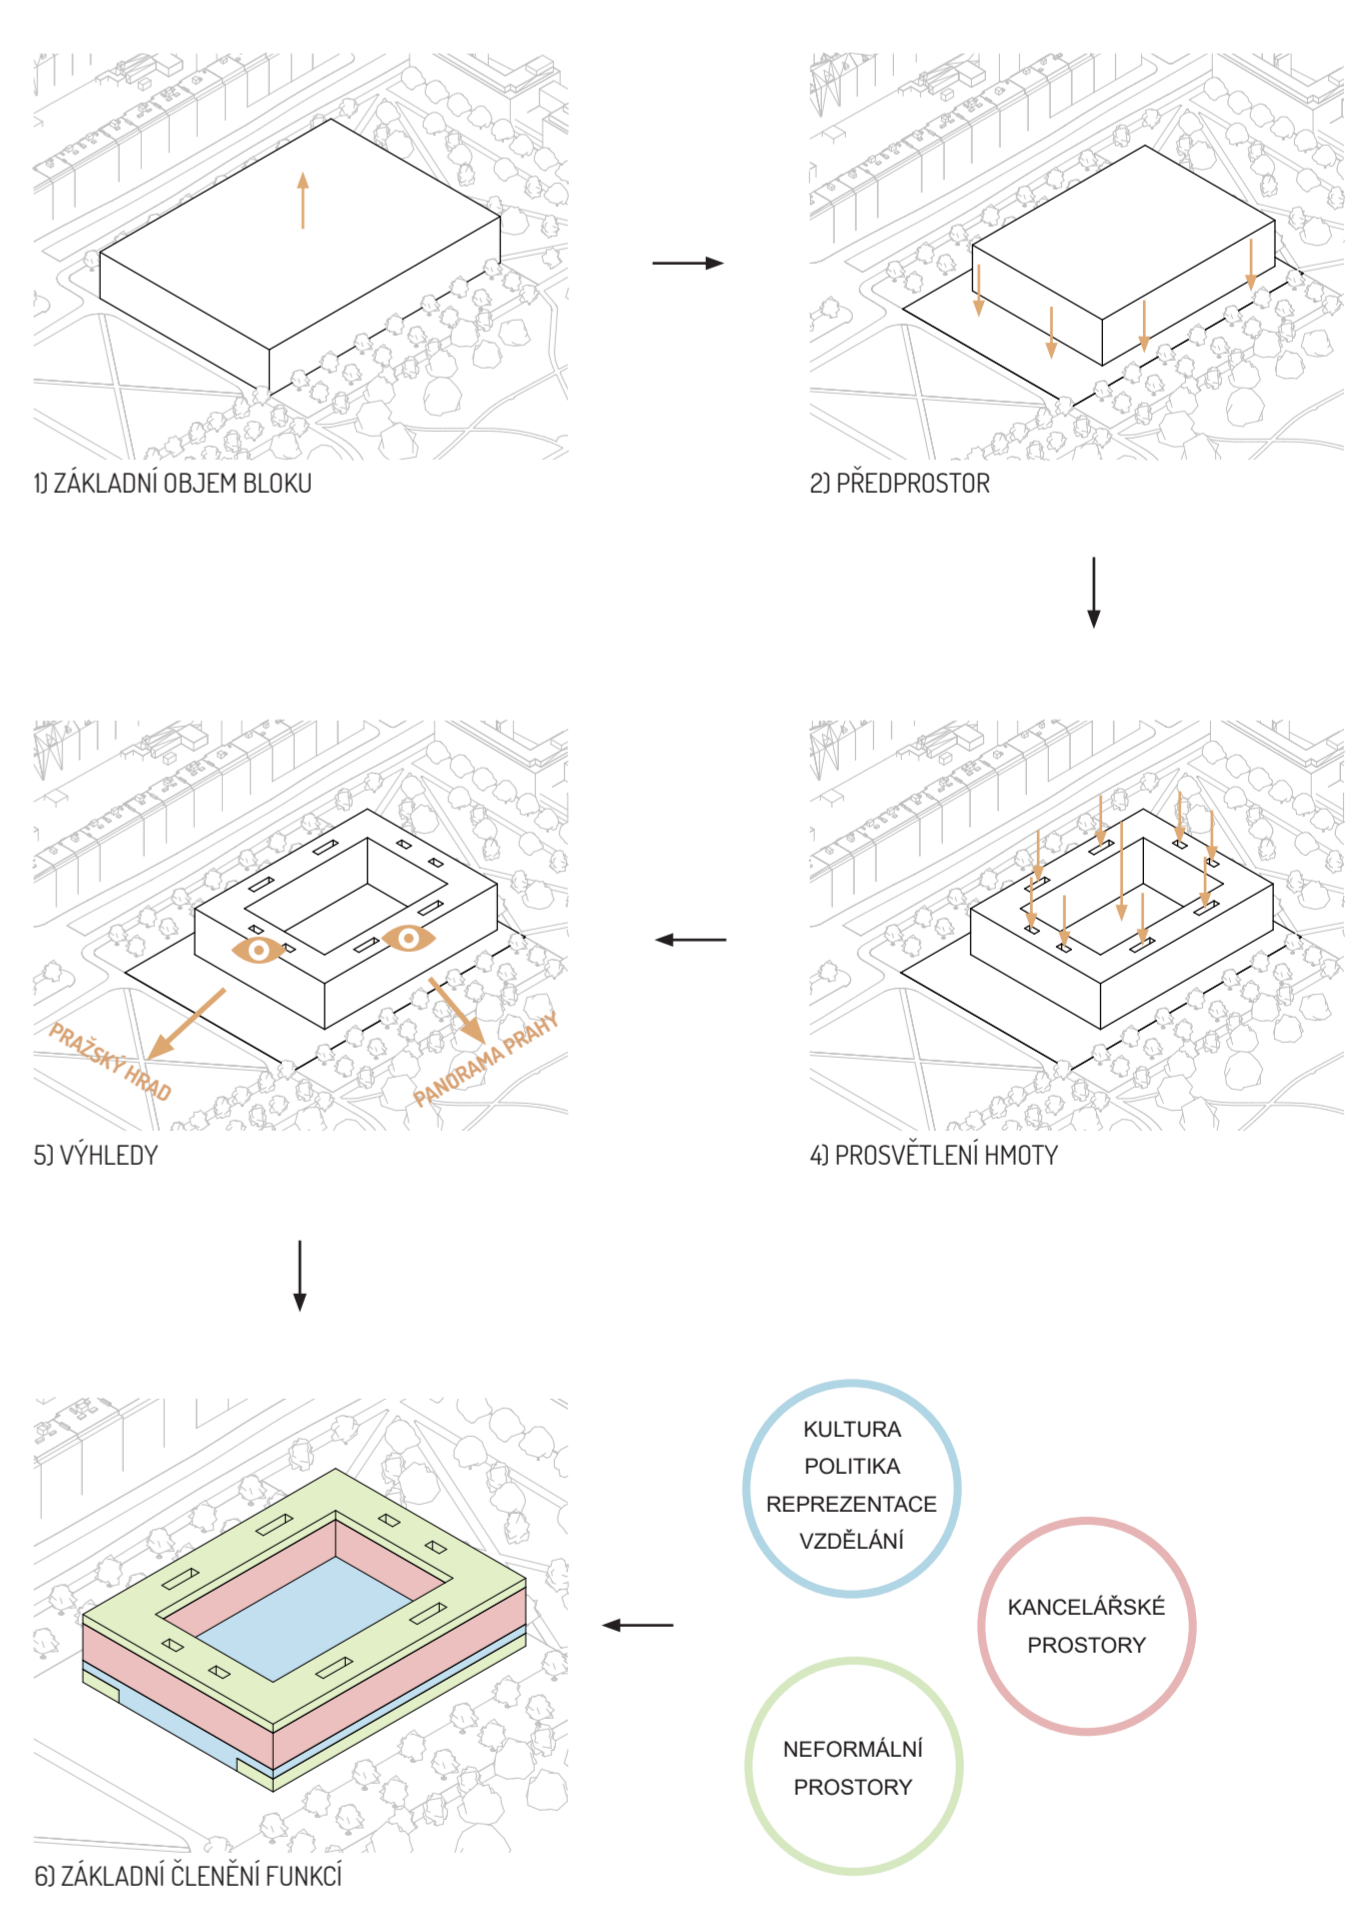 1) ZÁKLADNÍ OBJEM BLOKU
2) PŘEDPROSTOR
PRAŽSKÝ HRAD
PANORAMA PRAHY
5) VÝHLEDY
4) PROSVĚTLENÍ HMOTY
KULTURA
POLITIKA
REPREZENTACE
VZDĚLÁNÍ
KANCELÁŘSKÉ
PROSTORY
NEFORMÁLNÍ
PROSTORY
6) ZÁKLADNÍ ČLENĚNÍ FUNKCÍ